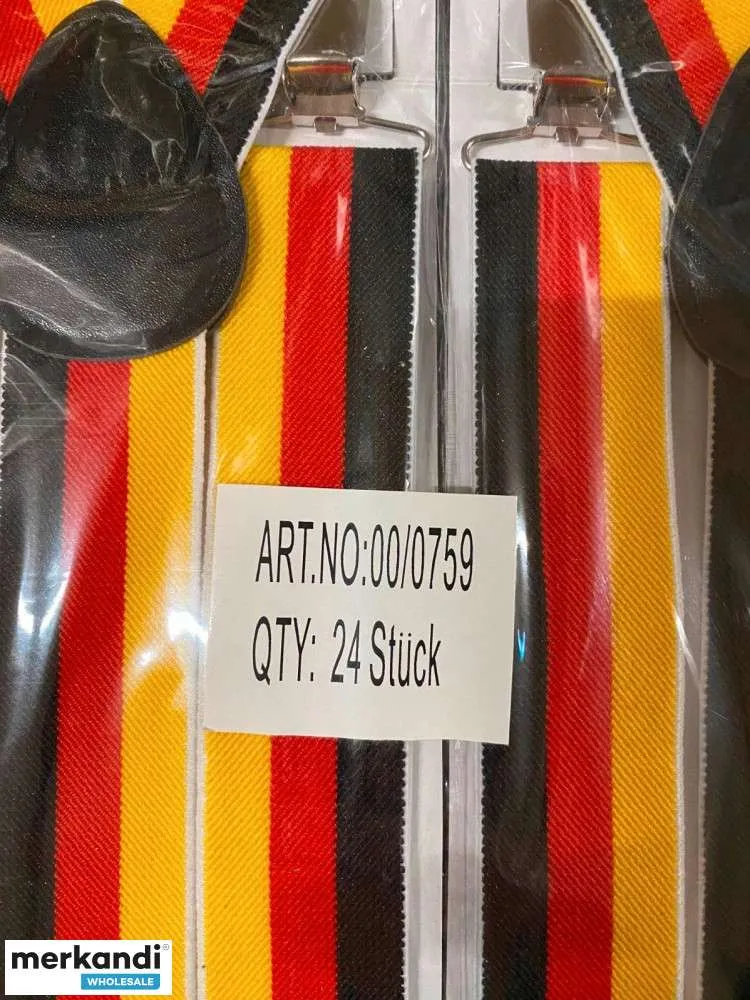 ART.NO:00/0759
QTY: 24 Stück
merkandi®
WHOLESALE